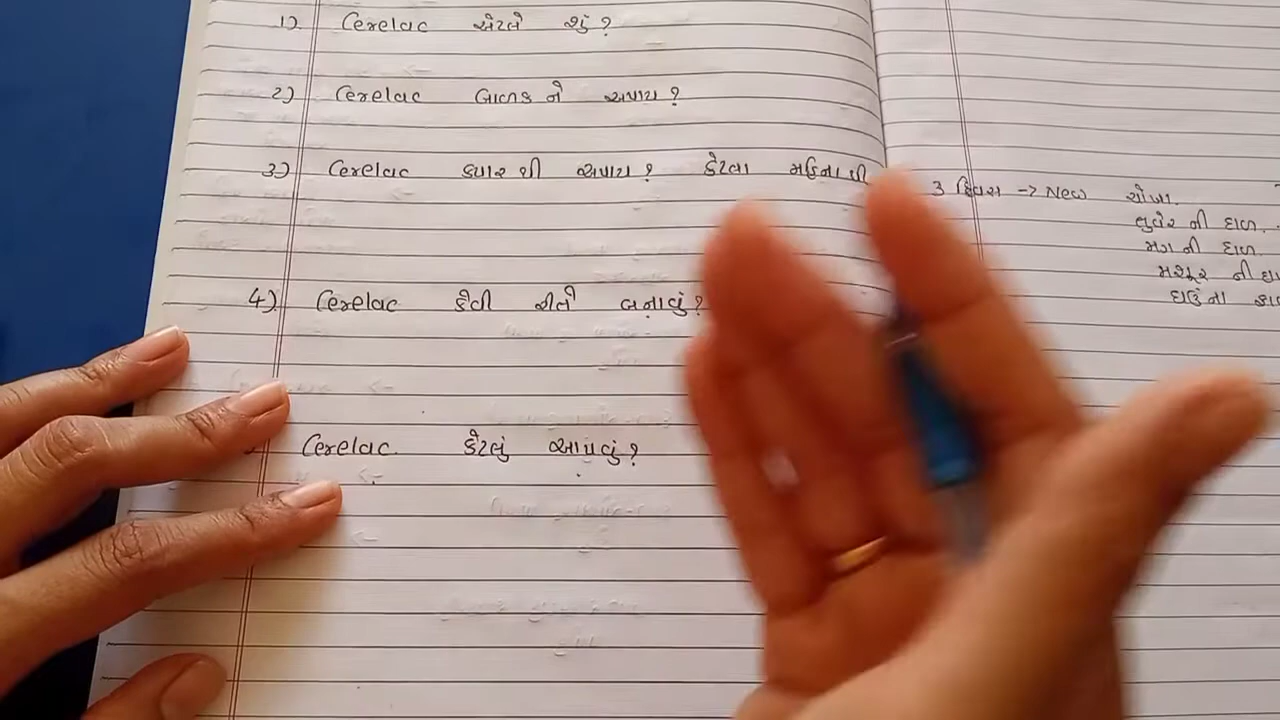 1) Cerelac એટલે શું?
2) Cerelac બાળક ને અપાય?
3) Cerelac ક્યાર થી અપાય? કેટલા મહિના થી
4) Cerelac કેવી રીતે બનાવું?
Cerelac કેટલું આપવું?
3 દિવસ -> New ચોખા.
તુવેર ની દાળ.
મગ ની દાળ.
મસૂર ની
ઘઉંના